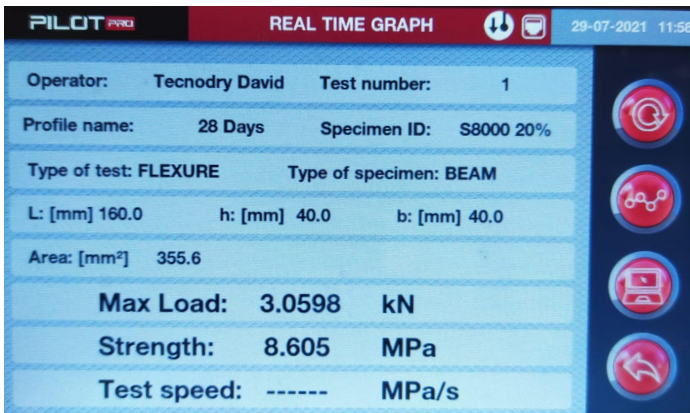 PILOT PRO REAL TIME GRAPH 29-07-2021 11:58
Operator: Tecnodry David Test number: 1
Profile name: 28 Days Specimen ID: S8000 20%
Type of test: FLEXURE Type of specimen: BEAM
L: [mm] 160.0 h: [mm] 40.0 b: [mm] 40.0
Area: [mm²] 355.6
Max Load: 3.0598 kN
Strength: 8.605 MPa
Test speed: ------ MPa/s